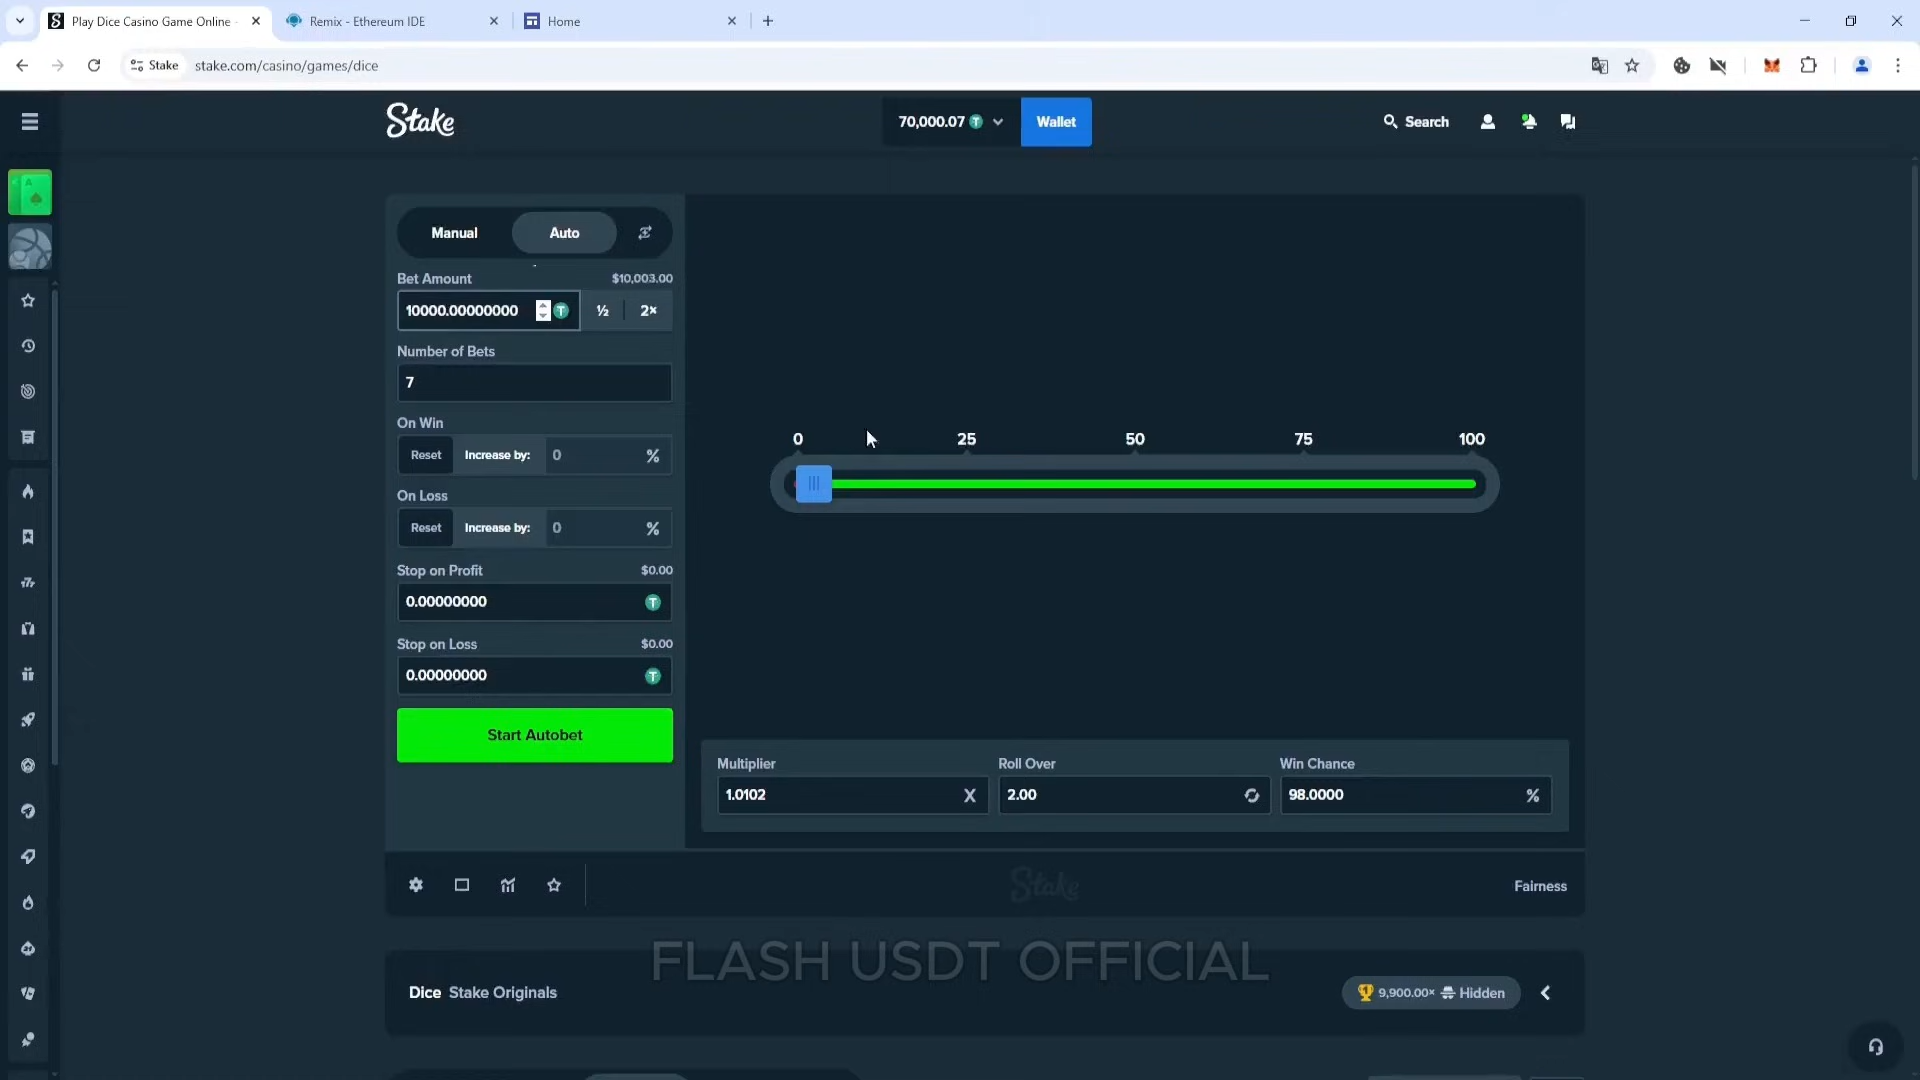 Play Dice Casino Game Online -
Remix - Ethereum IDE
Home
Stake
stake.com/casino/games/dice
Stake
70,000.07
Wallet
Search
Manual
Auto
Bet Amount
$10,003.00
10000.00000000
½
2×
Number of Bets
7
On Win
Reset
Increase by:
0
%
On Loss
Reset
Increase by:
0
%
Stop on Profit
$0.00
0.00000000
Stop on Loss
$0.00
0.00000000
Start Autobet
0
25
50
75
100
Multiplier
Roll Over
Win Chance
1.0102
2.00
98.0000
%
Stake
Fairness
FLASH USDT OFFICIAL
Dice
Stake Originals
9,900.00×
Hidden